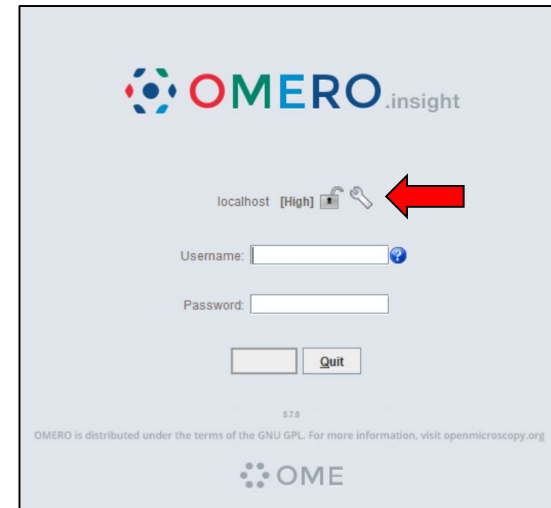 OMERO.insight
localhost [High]
Username:
Password:
Quit
5.7.0
OMERO is distributed under the terms of the GNU GPL. For more information, visit openmicroscopy.org
OME